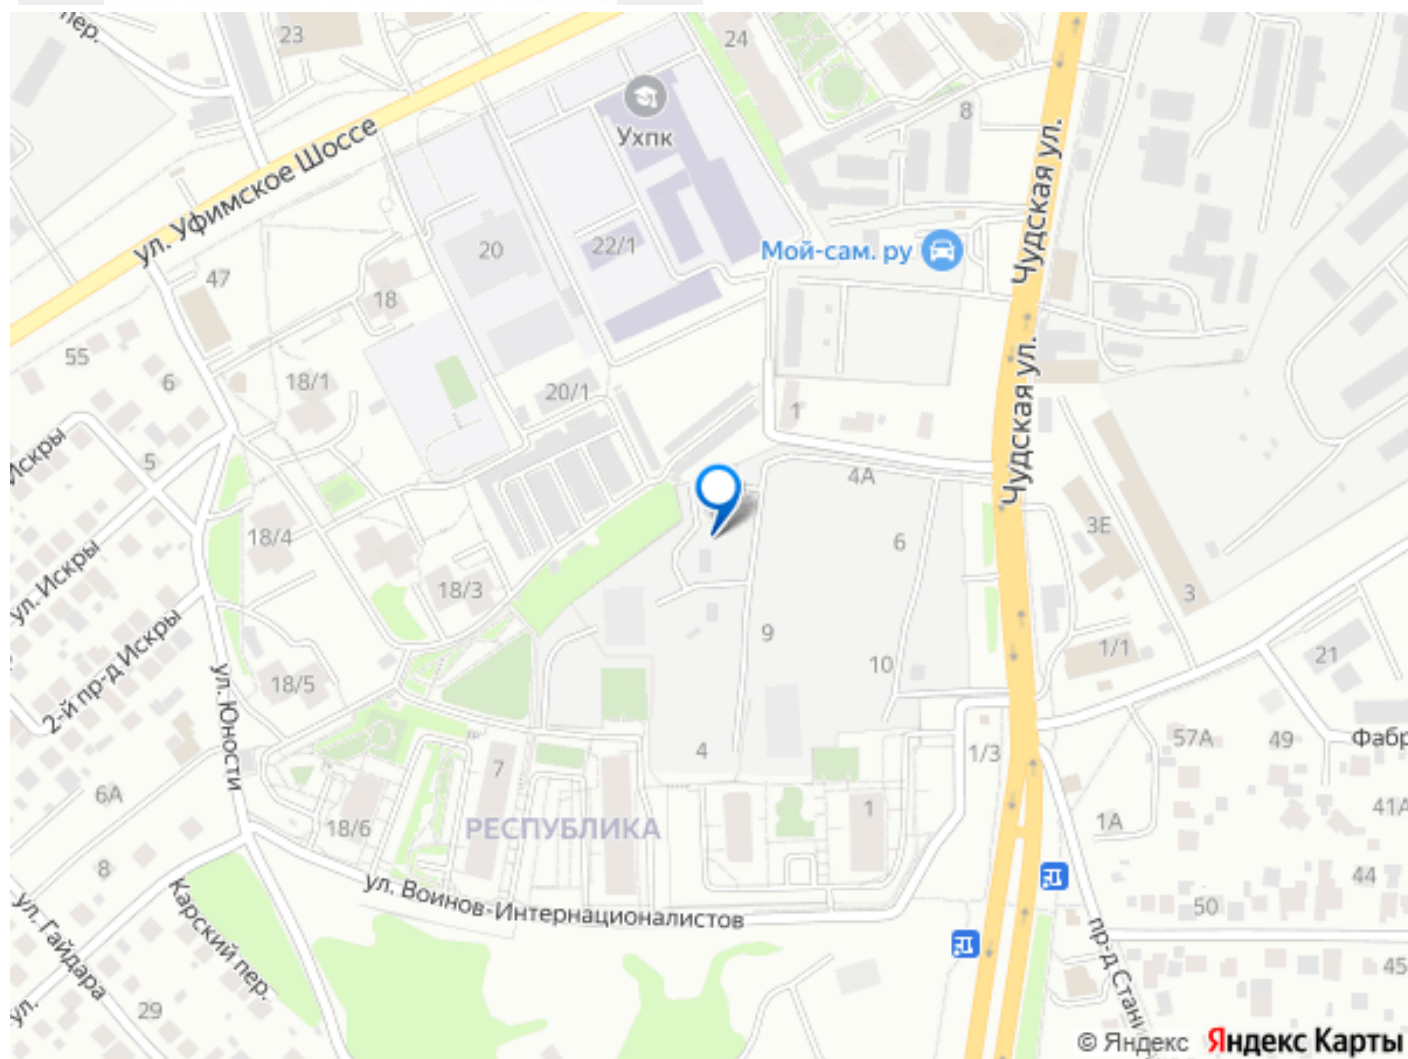 пер.
23
24
Ухпк
8
ул. Уфимское Шоссе
Чудская ул.
20
22/1
Мой-сам. ру
47
18
55
6
18/1
20/1
1
Чудская ул.
Искры
5
4А
3Е
18/4
6
ул. Искры
18/3
3
2-й пр-д Искры
9
10
1/1
21
18/5
ул. Юности
4
57А
49
Фабр
7
1/3
6А
18/6
РЕСПУБЛИКА
1
1А
41А
8
ул. Воинов-Интернационалистов
44
50
ул. Гайдара
Карский пер.
пр-д Стани
45
ул.
29
© Яндекс Яндекс Карты